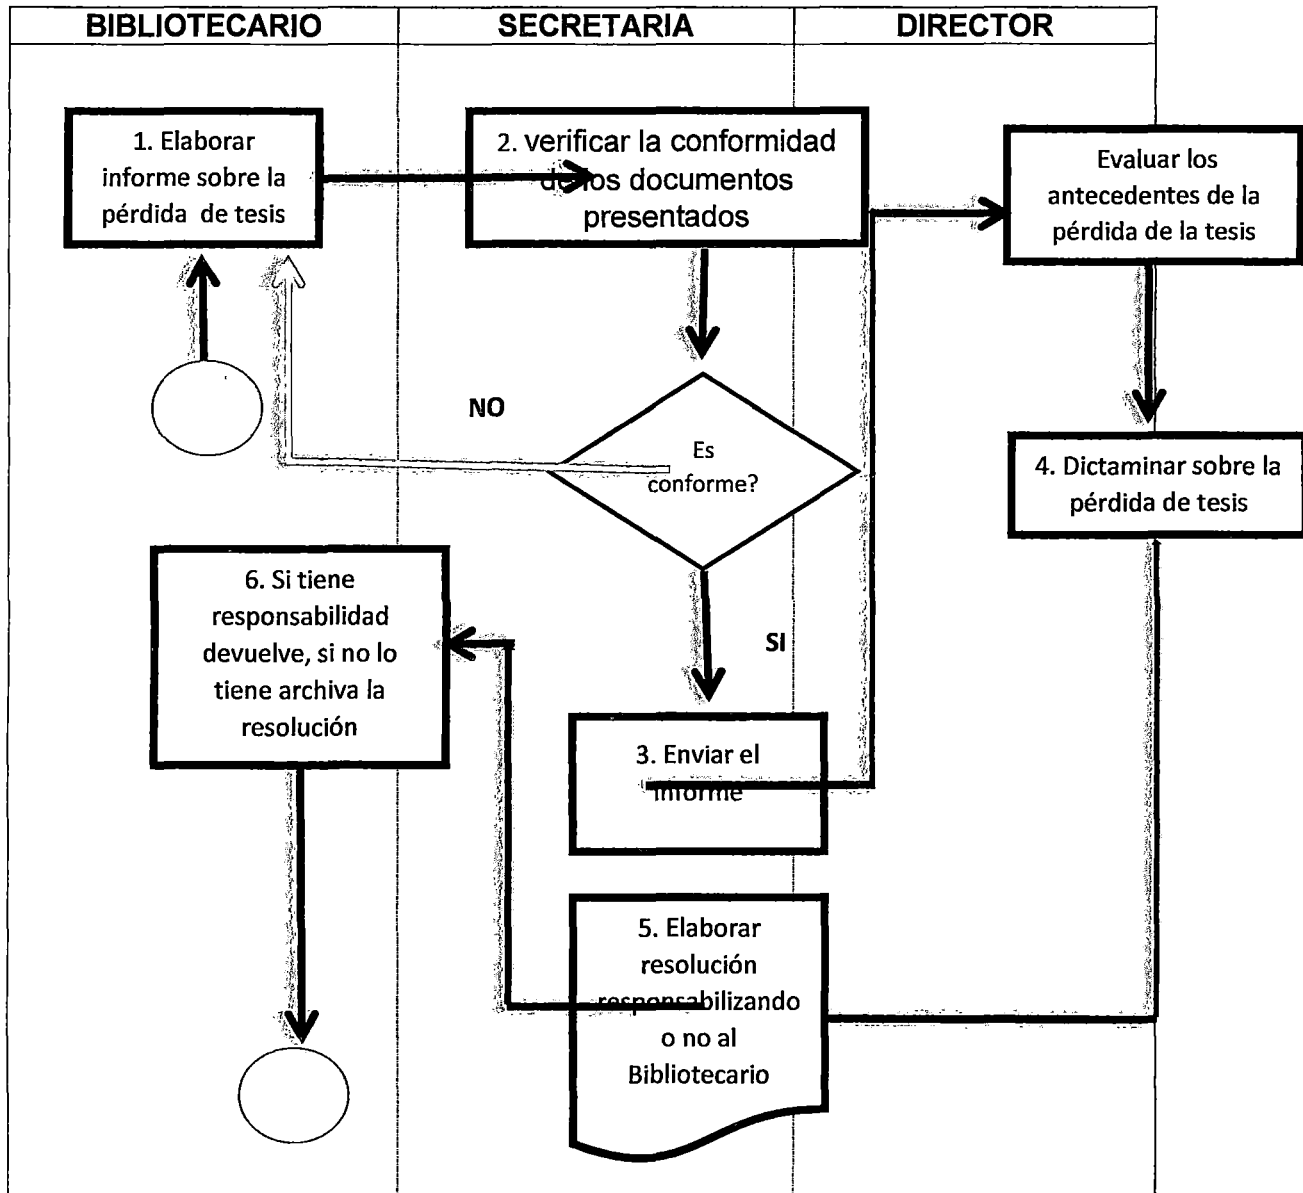 BIBLIOTECARIO
SECRETARIA
DIRECTOR
1. Elaborar
informe sobre la
pérdida de tesis
2. verificar la conformidad
de los documentos
presentados
Evaluar los
antecedentes de la
pérdida de la tesis
NO
Es
conforme?
4. Dictaminar sobre la
pérdida de tesis
6. Si tiene
responsabilidad
devuelve, si no lo
tiene archiva la
resolución
SI
3. Enviar el
informe
5. Elaborar
resolución
responsabilizando
o no al
Bibliotecario